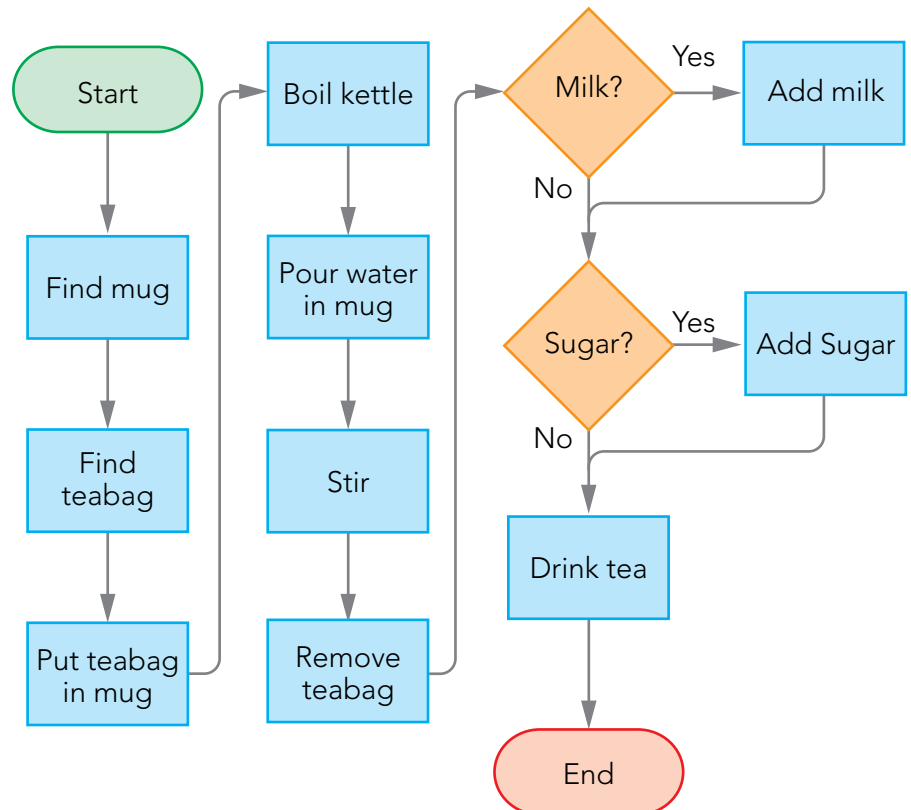 Start
Find mug
Find
teabag
Put teabag
in mug
Boil kettle
Pour water
in mug
Stir
Remove
teabag
Milk?
Yes
Add milk
No
Sugar?
Yes
Add Sugar
No
Drink tea
End